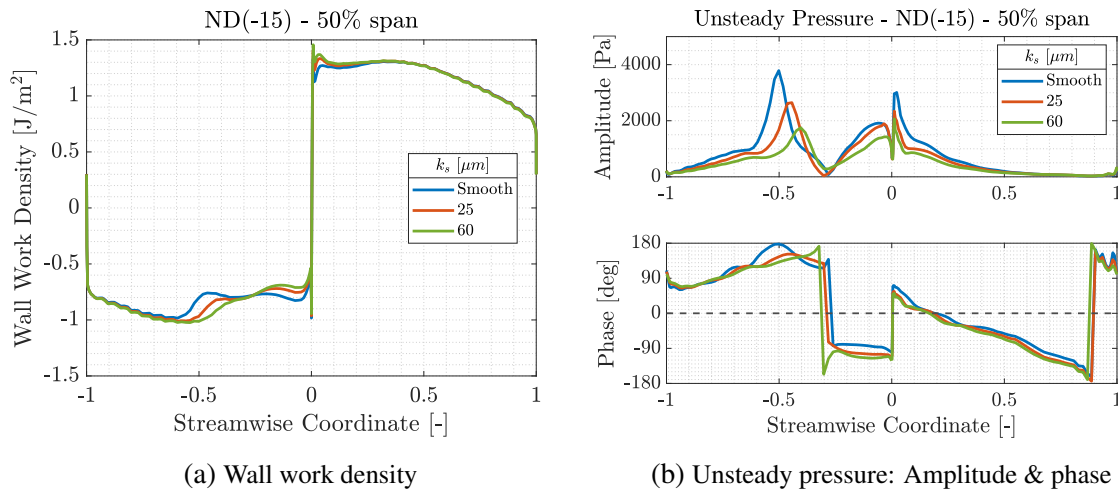 ND(-15) - 50% span
Wall Work Density [J/m²]
1.5
1
0.5
0
-0.5
-1
-1.5
k_s [μm]
Smooth
25
60
-1
-0.5
0
0.5
1
Streamwise Coordinate [-]
(a) Wall work density
Unsteady Pressure - ND(-15) - 50% span
Amplitude [Pa]
4000
2000
0
k_s [μm]
Smooth
25
60
-1
-0.5
0
0.5
1
Phase [deg]
180
90
0
-90
-180
-1
-0.5
0
0.5
1
Streamwise Coordinate [-]
(b) Unsteady pressure: Amplitude & phase